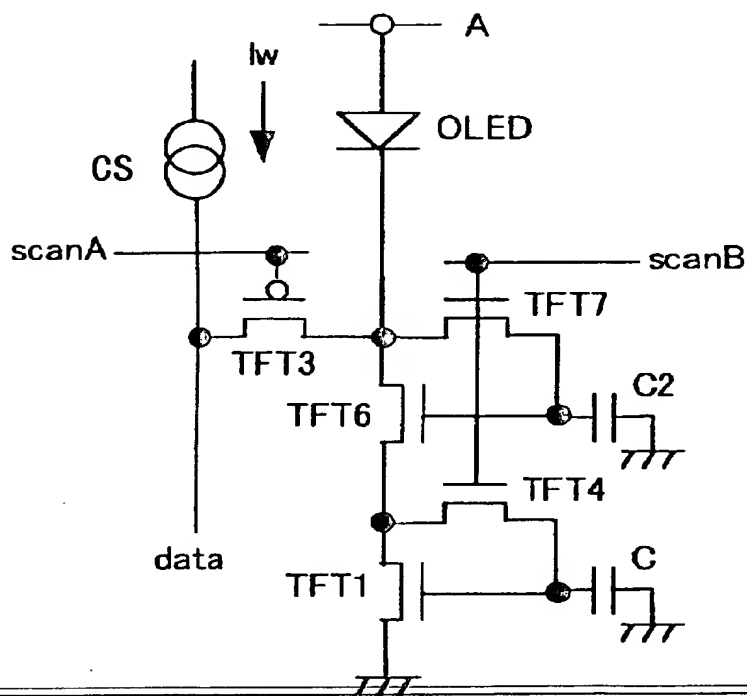 A
Iw
OLED
CS
scanA
scanB
TFT7
TFT3
C2
TFT6
TFT4
data
TFT1
C